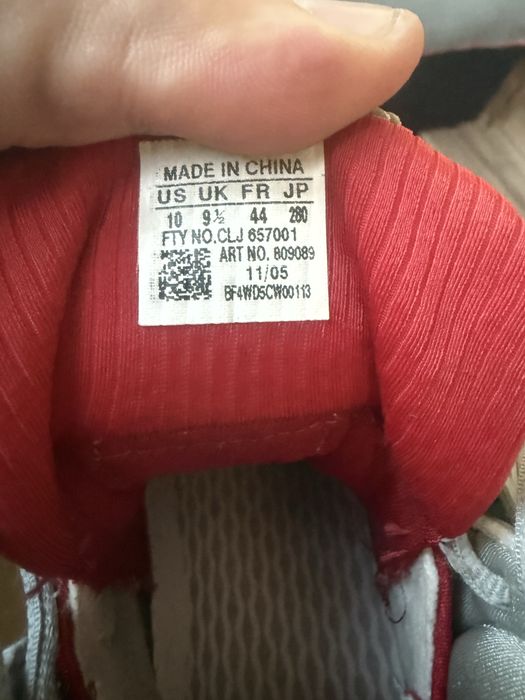 MADE IN CHINA
US UK FR JP
10 9½ 44 280
FTY NO.CLJ 657001
ART NO. 809089
11/05
BF4WD5CW00113